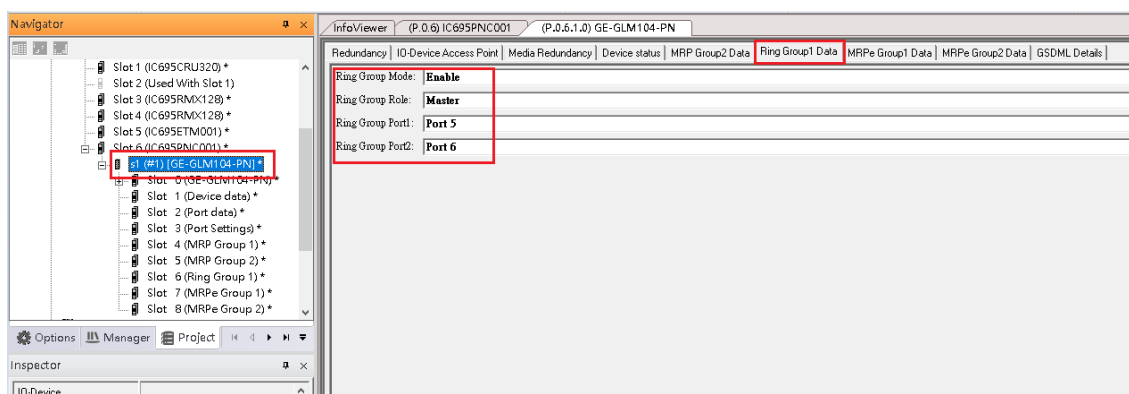 Navigator
Slot 1 (IC695CRU320) *
Slot 2 (Used With Slot 1)
Slot 3 (IC695RMX128) *
Slot 4 (IC695RMX128) *
Slot 5 (IC695ETM001) *
Slot 6 (IC695PNC001) *
s1 (#1) [GE-GLM104-PN] *
Slot 0 (GE-GLM104-PN) *
Slot 1 (Device data) *
Slot 2 (Port data) *
Slot 3 (Port Settings) *
Slot 4 (MRP Group 1) *
Slot 5 (MRP Group 2) *
Slot 6 (Ring Group 1) *
Slot 7 (MRPe Group 1) *
Slot 8 (MRPe Group 2) *
Options Manager Project
Inspector
IO-Device
InfoViewer (P.0.6) IC695PNC001 (P.0.6.1.0) GE-GLM104-PN
Redundancy IO-Device Access Point Media Redundancy Device status MRP Group2 Data Ring Group1 Data MRPe Group1 Data MRPe Group2 Data GSDML Details
Ring Group Mode: Enable
Ring Group Role: Master
Ring Group Port1: Port 5
Ring Group Port2: Port 6